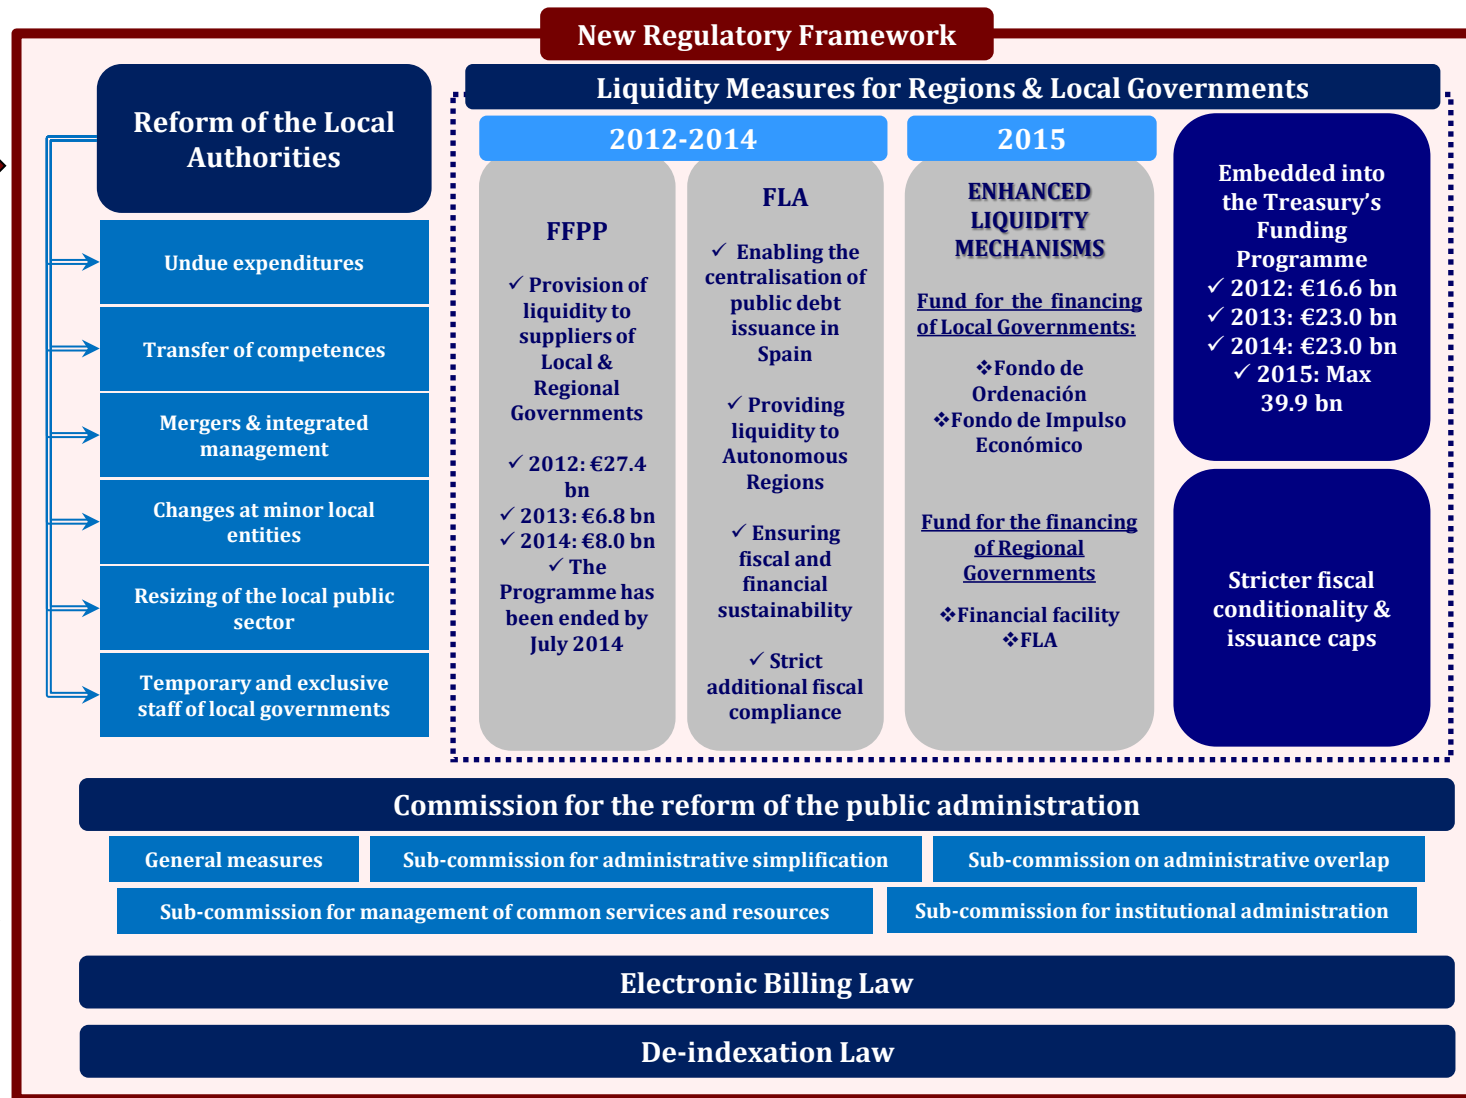 New Regulatory Framework
Reform of the Local
Authorities
Undue expenditures
Transfer of competences
Mergers & integrated
management
Changes at minor local
entities
Resizing of the local public
sector
Temporary and exclusive
staff of local governments
Liquidity Measures for Regions & Local Governments
2012-2014
FFPP
✓ Provision of
liquidity to
suppliers of
Local &
Regional
Governments
✓ 2012: €27.4
bn
✓ 2013: €6.8 bn
✓ 2014: €8.0 bn
✓ The
Programme has
been ended by
July 2014
FLA
✓ Enabling the
centralisation of
public debt
issuance in
Spain
✓ Providing
liquidity to
Autonomous
Regions
✓ Ensuring
fiscal and
financial
sustainability
✓ Strict
additional fiscal
compliance
2015
ENHANCED
LIQUIDITY
MECHANISMS
Fund for the financing
of Local Governments:
❖Fondo de
Ordenación
❖Fondo de Impulso
Económico
Fund for the financing
of Regional
Governments
❖Financial facility
❖FLA
Embedded into
the Treasury's
Funding
Programme
✓ 2012: €16.6 bn
✓ 2013: €23.0 bn
✓ 2014: €23.0 bn
✓ 2015: Max
39.9 bn
Stricter fiscal
conditionality &
issuance caps
Commission for the reform of the public administration
General measures
Sub-commission for administrative simplification
Sub-commission on administrative overlap
Sub-commission for management of common services and resources
Sub-commission for institutional administration
Electronic Billing Law
De-indexation Law